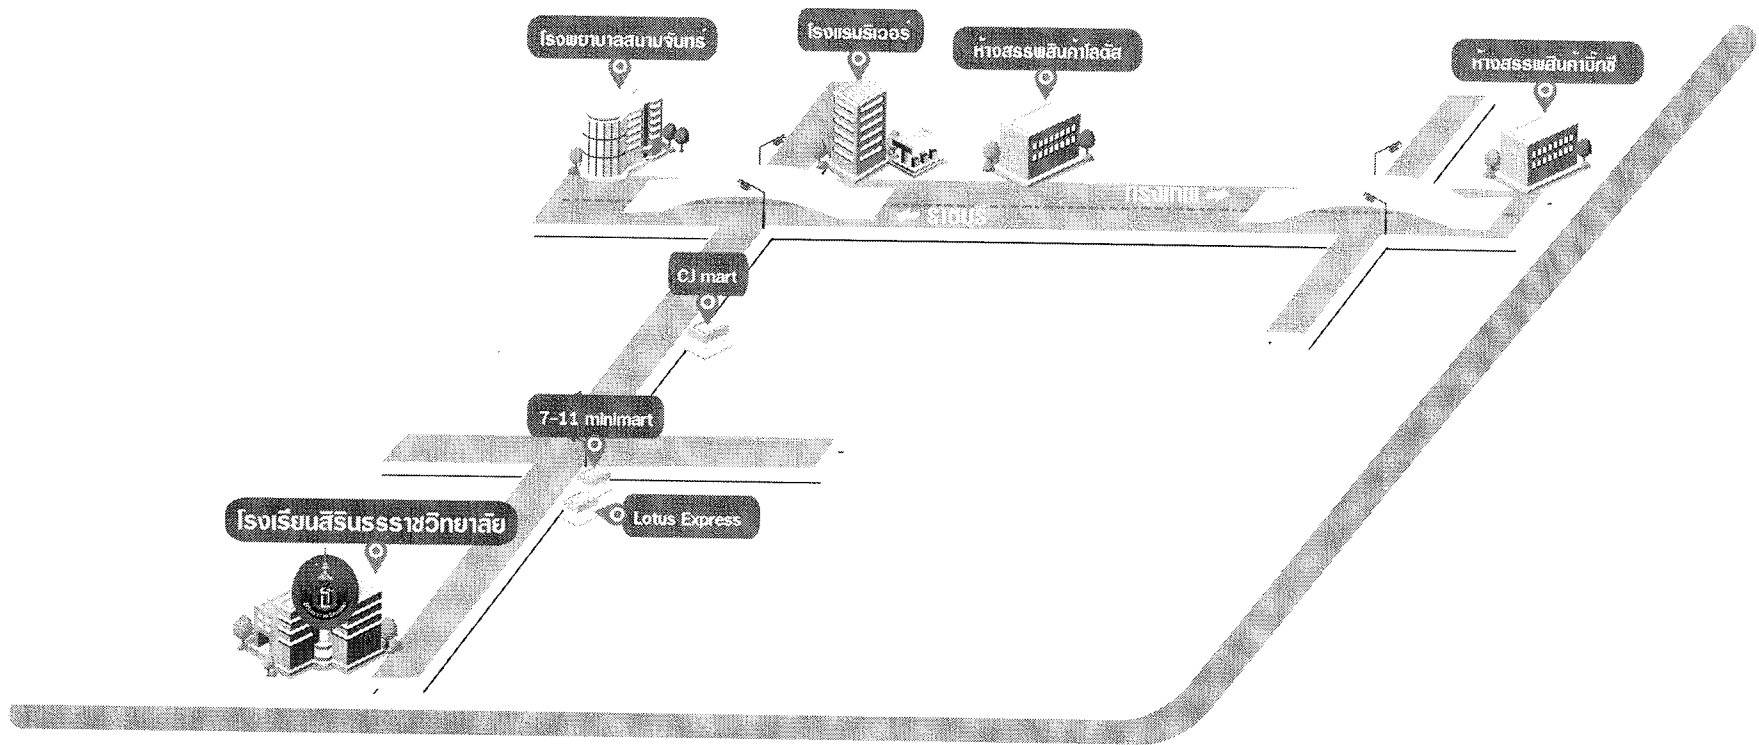 โรงพยาบาลสนามจันทร์
โรงแรมริเวอร์
ห้างสรรพสินค้าโลตัส
ห้างสรรพสินค้าบิ๊กซี
กรุงเทพ
ราชบุรี
CJ mart
7-11 minimart
Lotus Express
โรงเรียนสิรินธรราชวิทยาลัย